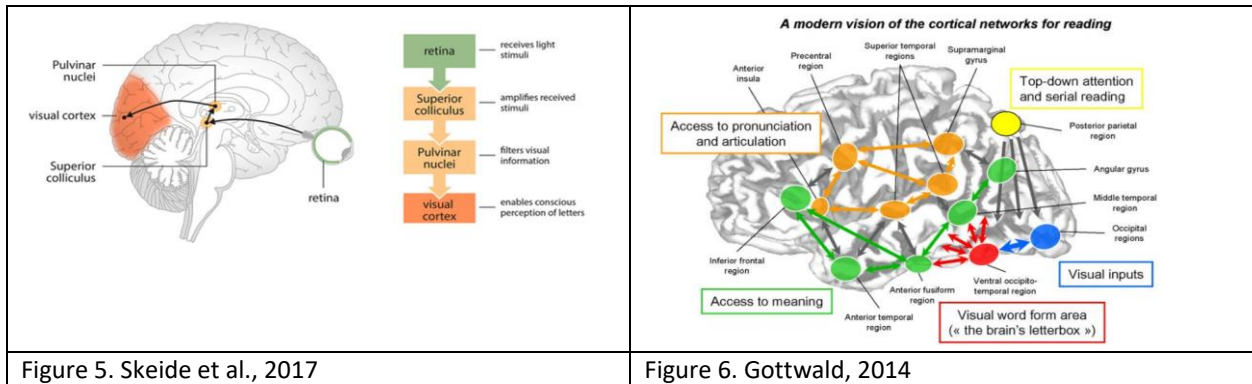 Pulvinar
nuclei
visual cortex
Superior
colliculus
retina
retina
receives light
stimuli
Superior
colliculus
amplifies received
stimuli
Pulvinar
nuclei
filters visual
information
visual
cortex
enables conscious
perception of letters
Figure 5. Skeide et al., 2017
A modern vision of the cortical networks for reading
Precentral
region
Superior temporal
regions
Supramarginal
gyrus
Anterior
insula
Top-down attention
and serial reading
Access to pronunciation
and articulation
Posterior parietal
region
Angular gyrus
Middle temporal
region
Occipital
regions
Inferior frontal
region
Visual inputs
Access to meaning
Anterior fusiform
region
Ventral occipito-
temporal region
Anterior temporal
region
Visual word form area
(« the brain's letterbox »)
Figure 6. Gottwald, 2014